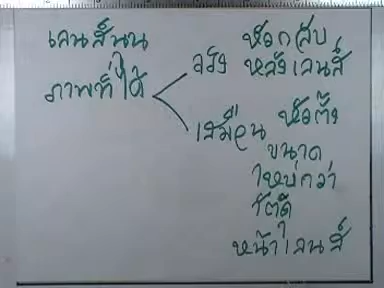 เลนส์นูน
ภาพที่ได้
จริง หัวกลับ
หลังเลนส์
เสมือน หัวตั้ง
ขนาด
ใหญ่กว่า
วัตถุ
หน้าเลนส์